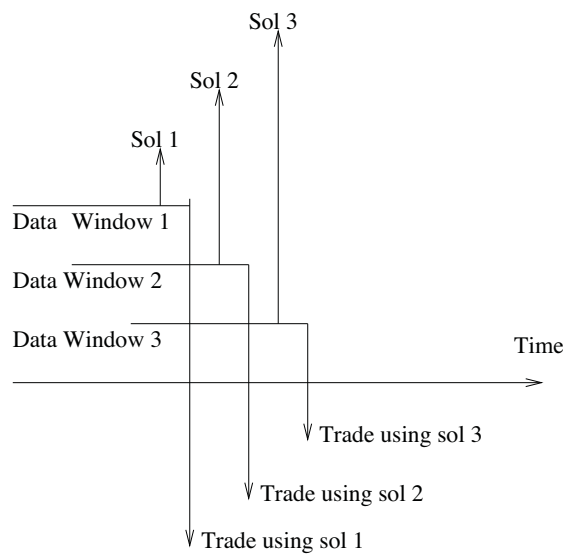 Sol 3
Sol 2
Sol 1
Data Window 1
Data Window 2
Data Window 3
Time
Trade using sol 3
Trade using sol 2
Trade using sol 1